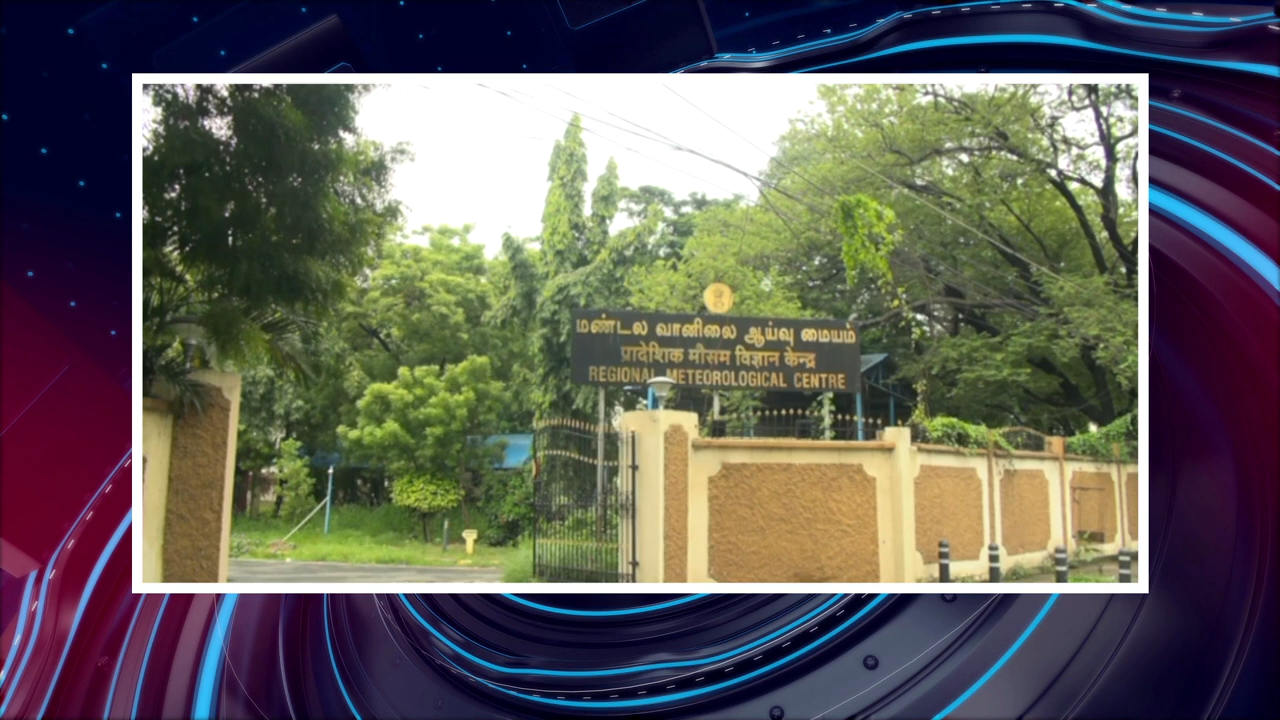 மண்டல வானிலை ஆய்வு மையம்
प्रादेशिक मौसम विज्ञान केन्द्र
REGIONAL METEOROLOGICAL CENTRE